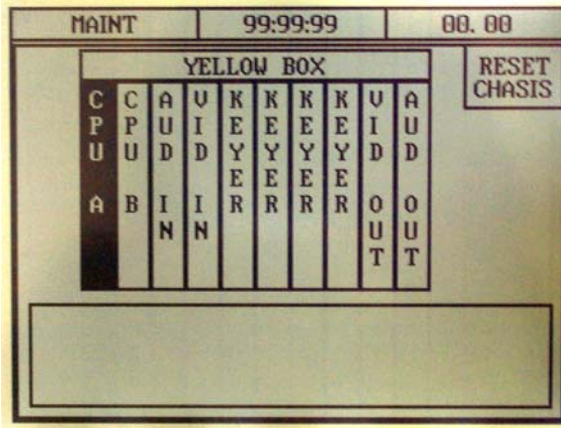 MAINT 99:99:99 00. 00
YELLOW BOX
RESET
CHASIS
CPU A
CPU B
AUD IN
VID IN
KEYER
KEYER
KEYER
KEYER
VID OUT
AUD OUT